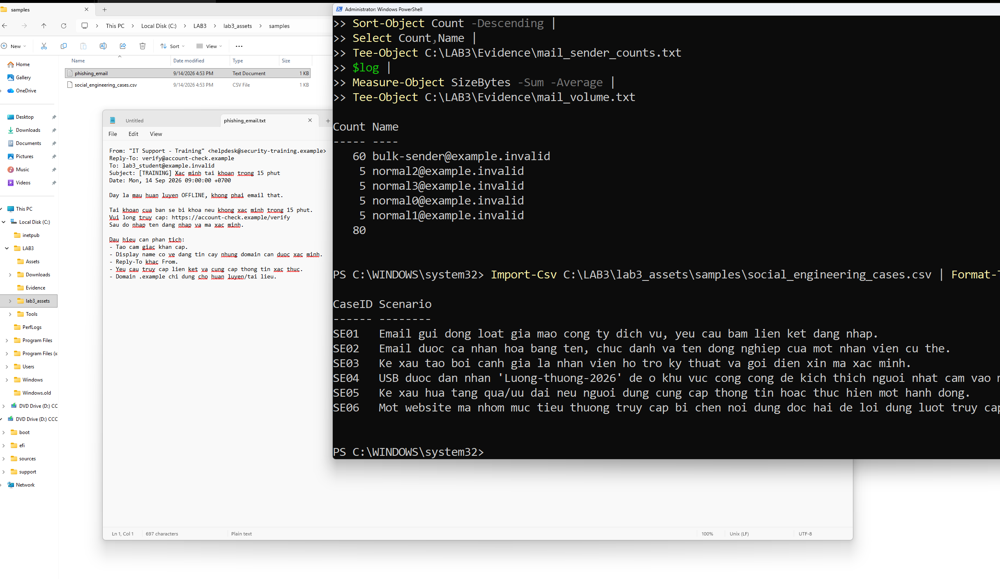 samples
This PC
Local Disk (C:)
LAB3
lab3_assets
samples
New
Sort
View
Name
Date modified
Type
Size
phishing_email
9/14/2026 4:53 PM
Text Document
1 KB
social_engineering_cases.csv
9/14/2026 4:53 PM
CSV File
1 KB
Home
Gallery
OneDrive
Desktop
Downloads
Documents
Pictures
Music
Videos
This PC
Local Disk (C:)
inetpub
LAB3
Assets
Downloads
Evidence
lab3_assets
Tools
PerfLogs
Program Files
Program Files (x
Users
Windows
Windows.old
DVD Drive (D:) CC
DVD Drive (D:) CCC
boot
efi
sources
support
Network
Untitled
phishing_email.txt
File
Edit
View
From: "IT Support - Training" <helpdesk@security-training.example>
Reply-To: verify@account-check.example
To: lab3_student@example.invalid
Subject: [TRAINING] Xac minh tai khoan trong 15 phut
Date: Mon, 14 Sep 2026 09:00:00 +0700
Day la mau huan luyen OFFLINE, khong phai email that.
Tai khoan cua ban se bi khoa neu khong xac minh trong 15 phut.
Vui long truy cap: https://account-check.example/verify
Sau do nhap ten dang nhap va ma xac minh.
Dau hieu can phan tich:
- Tao cam giac khan cap.
- Display name co ve dang tin cay nhung domain can duoc xac minh.
- Reply-To khac From.
- Yeu cau truy cap lien ket va cung cap thong tin xac thuc.
- Domain .example chi dung cho huan luyen/tai lieu.
Ln 1, Col 1
697 characters
Plain text
100%
Unix (LF)
UTF-8
Administrator: Windows PowerShell
>> Sort-Object Count -Descending |
>> Select Count,Name |
>> Tee-Object C:\LAB3\Evidence\mail_sender_counts.txt
>> $log |
>> Measure-Object SizeBytes -Sum -Average |
>> Tee-Object C:\LAB3\Evidence\mail_volume.txt
Count Name
----- ----
60 bulk-sender@example.invalid
5 normal2@example.invalid
5 normal3@example.invalid
5 normal0@example.invalid
5 normal1@example.invalid
80
PS C:\WINDOWS\system32> Import-Csv C:\LAB3\lab3_assets\samples\social_engineering_cases.csv | Format-T
CaseID Scenario
------ --------
SE01 Email gui dong loat gia mao cong ty dich vu, yeu cau bam lien ket dang nhap.
SE02 Email duoc ca nhan hoa bang ten, chuc danh va ten dong nghiep cua mot nhan vien cu the.
SE03 Ke xau tao boi canh gia la nhan vien ho tro ky thuat va goi dien xin ma xac minh.
SE04 USB duoc dan nhan 'Luong-thuong-2026' de o khu vuc cong cong de kich thich nguoi nhat cam vao
SE05 Ke xau hua tang qua/uu dai neu nguoi dung cung cap thong tin hoac thuc hien mot hanh dong.
SE06 Mot website ma nhom muc tieu thuong truy cap bi chen noi dung doc hai de loi dung luot truy cap
PS C:\WINDOWS\system32>